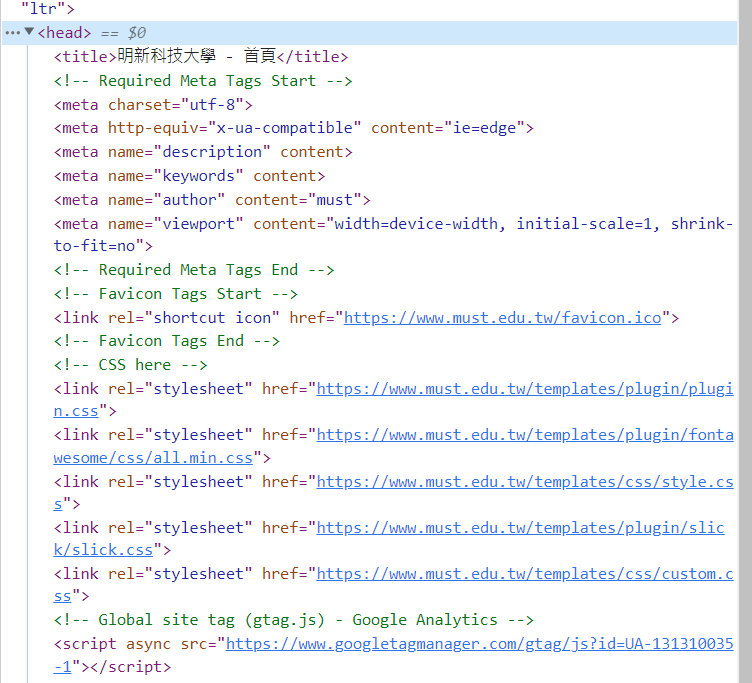 "ltr">
…▼<head> == $0
<title>明新科技大學 - 首頁</title>
<!-- Required Meta Tags Start -->
<meta charset="utf-8">
<meta http-equiv="x-ua-compatible" content="ie=edge">
<meta name="description" content>
<meta name="keywords" content>
<meta name="author" content="must">
<meta name="viewport" content="width=device-width, initial-scale=1, shrink-
to-fit=no">
<!-- Required Meta Tags End -->
<!-- Favicon Tags Start -->
<link rel="shortcut icon" href="https://www.must.edu.tw/favicon.ico">
<!-- Favicon Tags End -->
<!-- CSS here -->
<link rel="stylesheet" href="https://www.must.edu.tw/templates/plugin/plugi
n.css">
<link rel="stylesheet" href="https://www.must.edu.tw/templates/plugin/fonta
wesome/css/all.min.css">
<link rel="stylesheet" href="https://www.must.edu.tw/templates/css/style.cs
s">
<link rel="stylesheet" href="https://www.must.edu.tw/templates/plugin/slic
k/slick.css">
<link rel="stylesheet" href="https://www.must.edu.tw/templates/css/custom.c
ss">
<!-- Global site tag (gtag.js) - Google Analytics -->
<script async src="https://www.googletagmanager.com/gtag/js?id=UA-131310035
-1"></script>